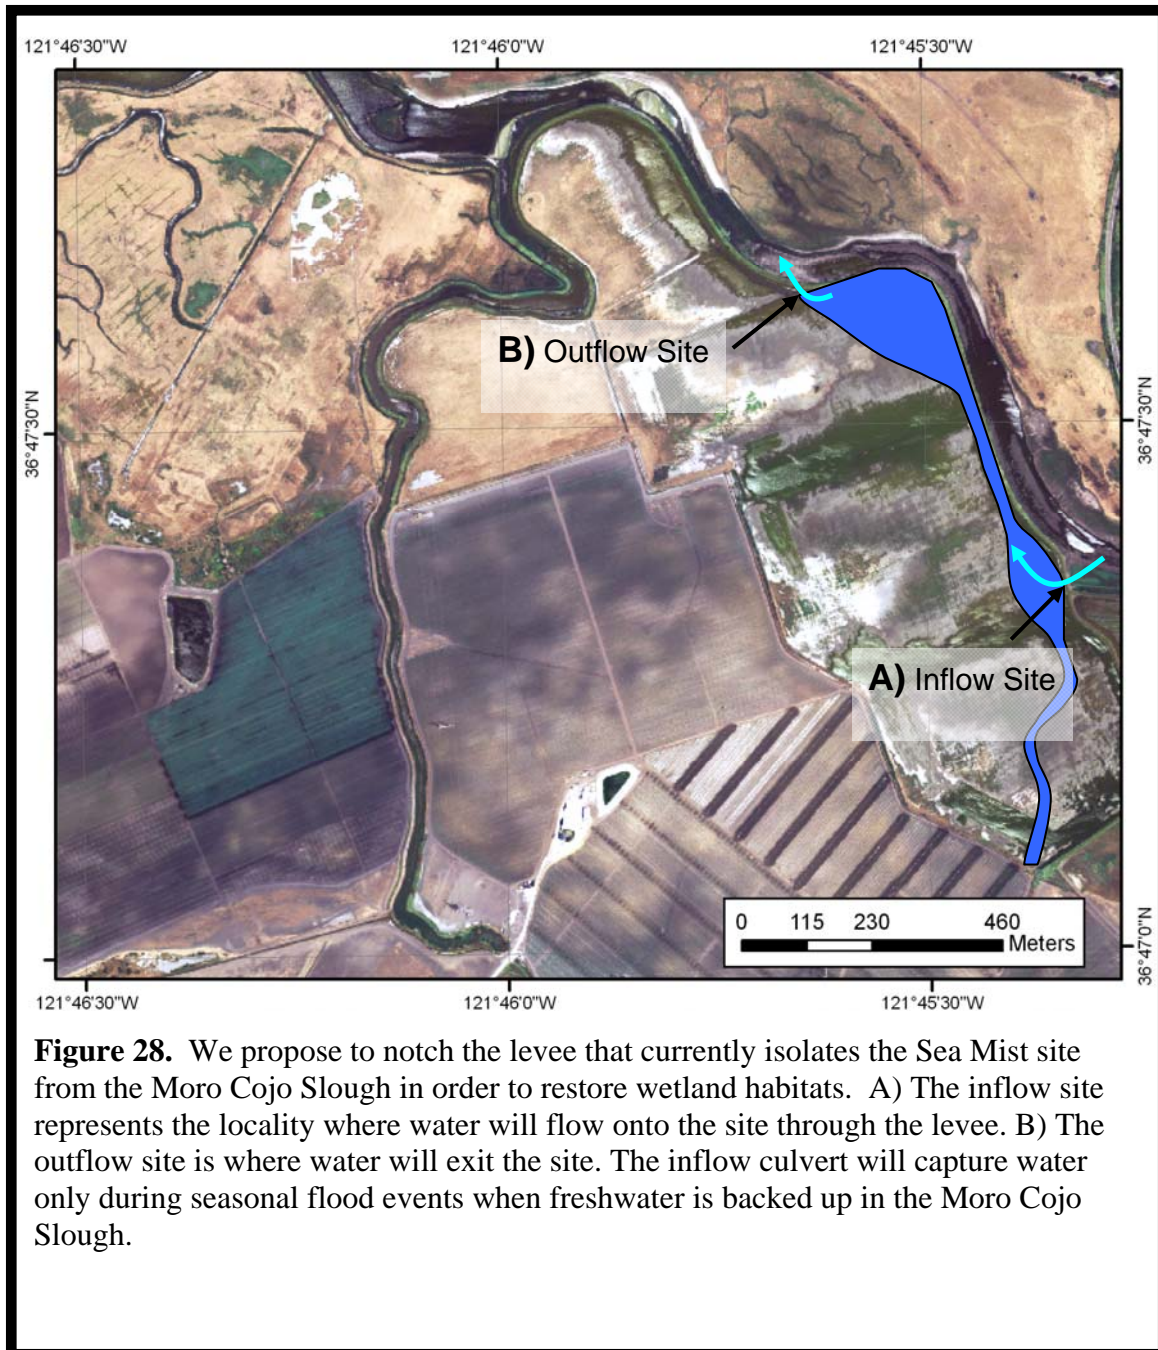 121°46'30"W 121°46'0"W 121°45'30"W
B) Outflow Site
36°47'30"N 36°47'30"N
A) Inflow Site
0 115 230 460
Meters
36°47'0"N
121°46'30"W 121°46'0"W 121°45'30"W
Figure 28. We propose to notch the levee that currently isolates the Sea Mist site
from the Moro Cojo Slough in order to restore wetland habitats. A) The inflow site
represents the locality where water will flow onto the site through the levee. B) The
outflow site is where water will exit the site. The inflow culvert will capture water
only during seasonal flood events when freshwater is backed up in the Moro Cojo
Slough.